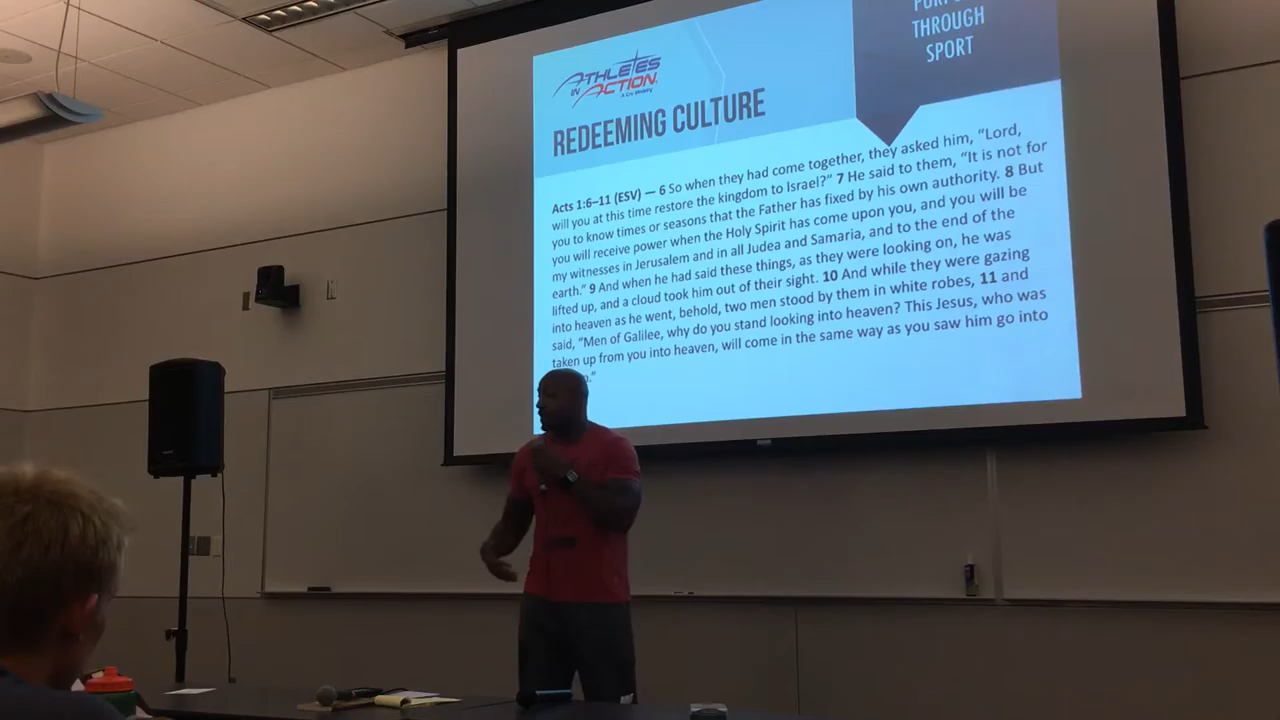 THROUGH
SPORT
ATHLETES
IN ACTION
A Cru Ministry
REDEEMING CULTURE
Acts 1:6–11 (ESV) — 6 So when they had come together, they asked him, “Lord,
will you at this time restore the kingdom to Israel?” 7 He said to them, “It is not for
you to know times or seasons that the Father has fixed by his own authority. 8 But
you will receive power when the Holy Spirit has come upon you, and you will be
my witnesses in Jerusalem and in all Judea and Samaria, and to the end of the
earth.” 9 And when he had said these things, as they were looking on, he was
lifted up, and a cloud took him out of their sight. 10 And while they were gazing
into heaven as he went, behold, two men stood by them in white robes, 11 and
said, “Men of Galilee, why do you stand looking into heaven? This Jesus, who was
taken up from you into heaven, will come in the same way as you saw him go into